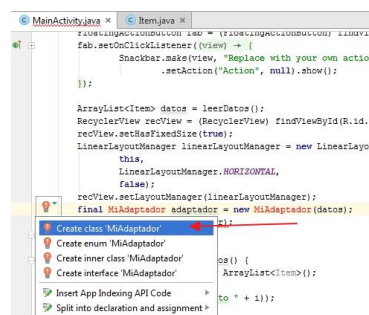 MainActivity.java × Item.java ×
FloatingActionButton fab = (FloatingActionButton) findVi
fab.setOnClickListener((view) → {
Snackbar.make(view, "Replace with your own actio
.setAction("Action", null).show();
});
ArrayList<Item> datos = leerDatos();
RecyclerView recView = (RecyclerView) findViewById(R.id.
recView.setHasFixedSize(true);
LinearLayoutManager linearLayoutManager = new LinearLayo
this,
LinearLayoutManager.HORIZONTAL,
false);
recView.setLayoutManager(linearLayoutManager);
final MiAdaptador adaptador = new MiAdaptador(datos);
Create class 'MiAdaptador'
Create enum 'MiAdaptador'
Create inner class 'MiAdaptador'
os() {
Create interface 'MiAdaptador'
ArrayList<Item>();
Insert App Indexing API Code
to " + i));
Split into declaration and assignment